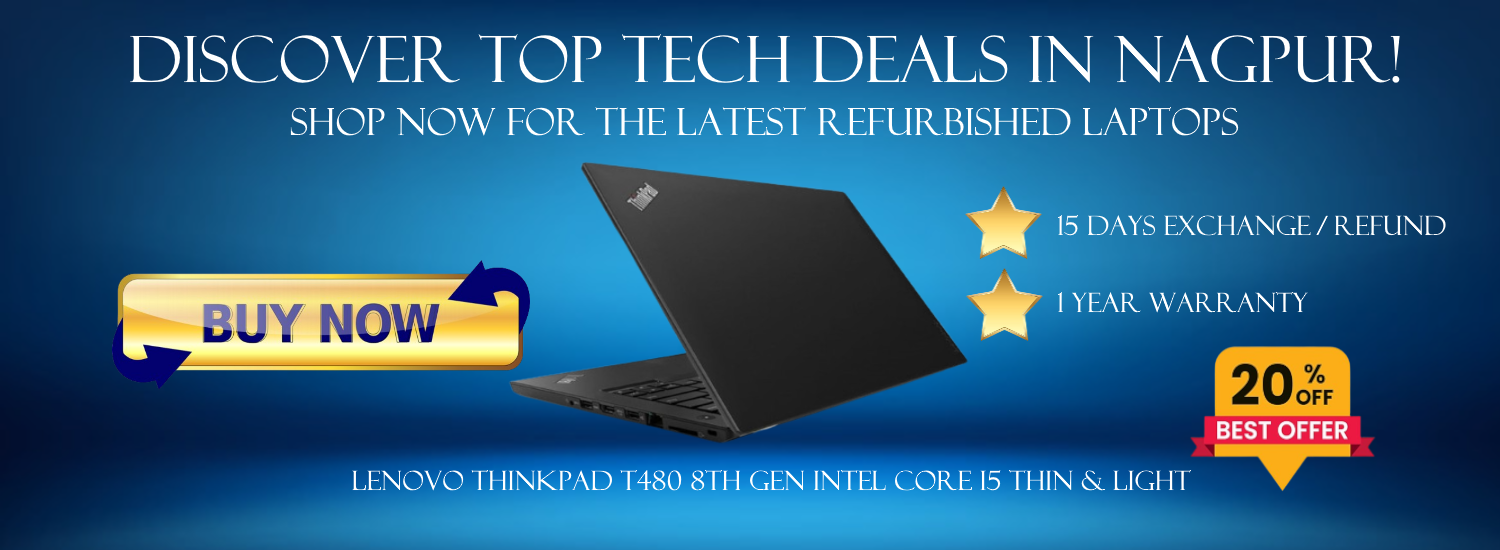 DISCOVER TOP TECH DEALS IN NAGPUR!
SHOP NOW FOR THE LATEST REFURBISHED LAPTOPS
ThinkPad
15 DAYS EXCHANGE / REFUND
BUY NOW
1 YEAR WARRANTY
20 % OFF
BEST OFFER
LENOVO THINKPAD T480 8TH GEN INTEL CORE I5 THIN & LIGHT